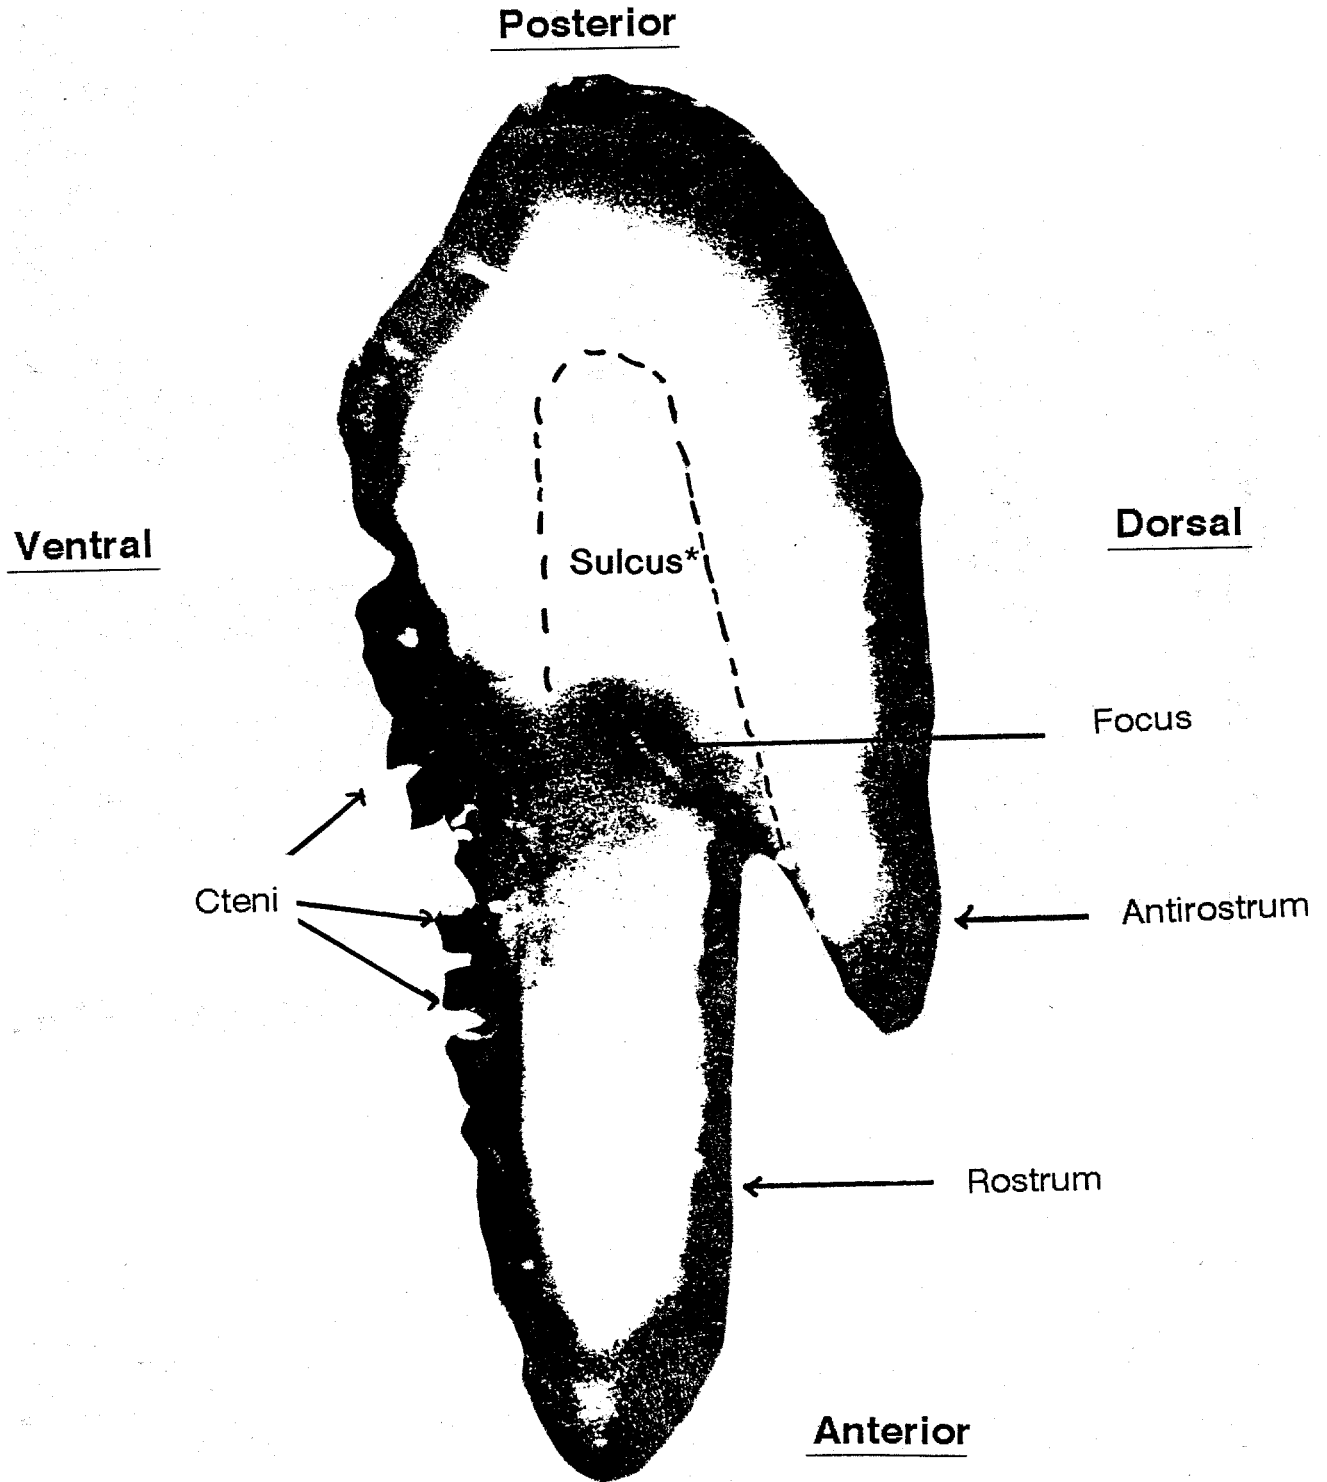 Posterior
Ventral
Dorsal
Sulcus*
Focus
Cteni
Antirostrum
Rostrum
Anterior